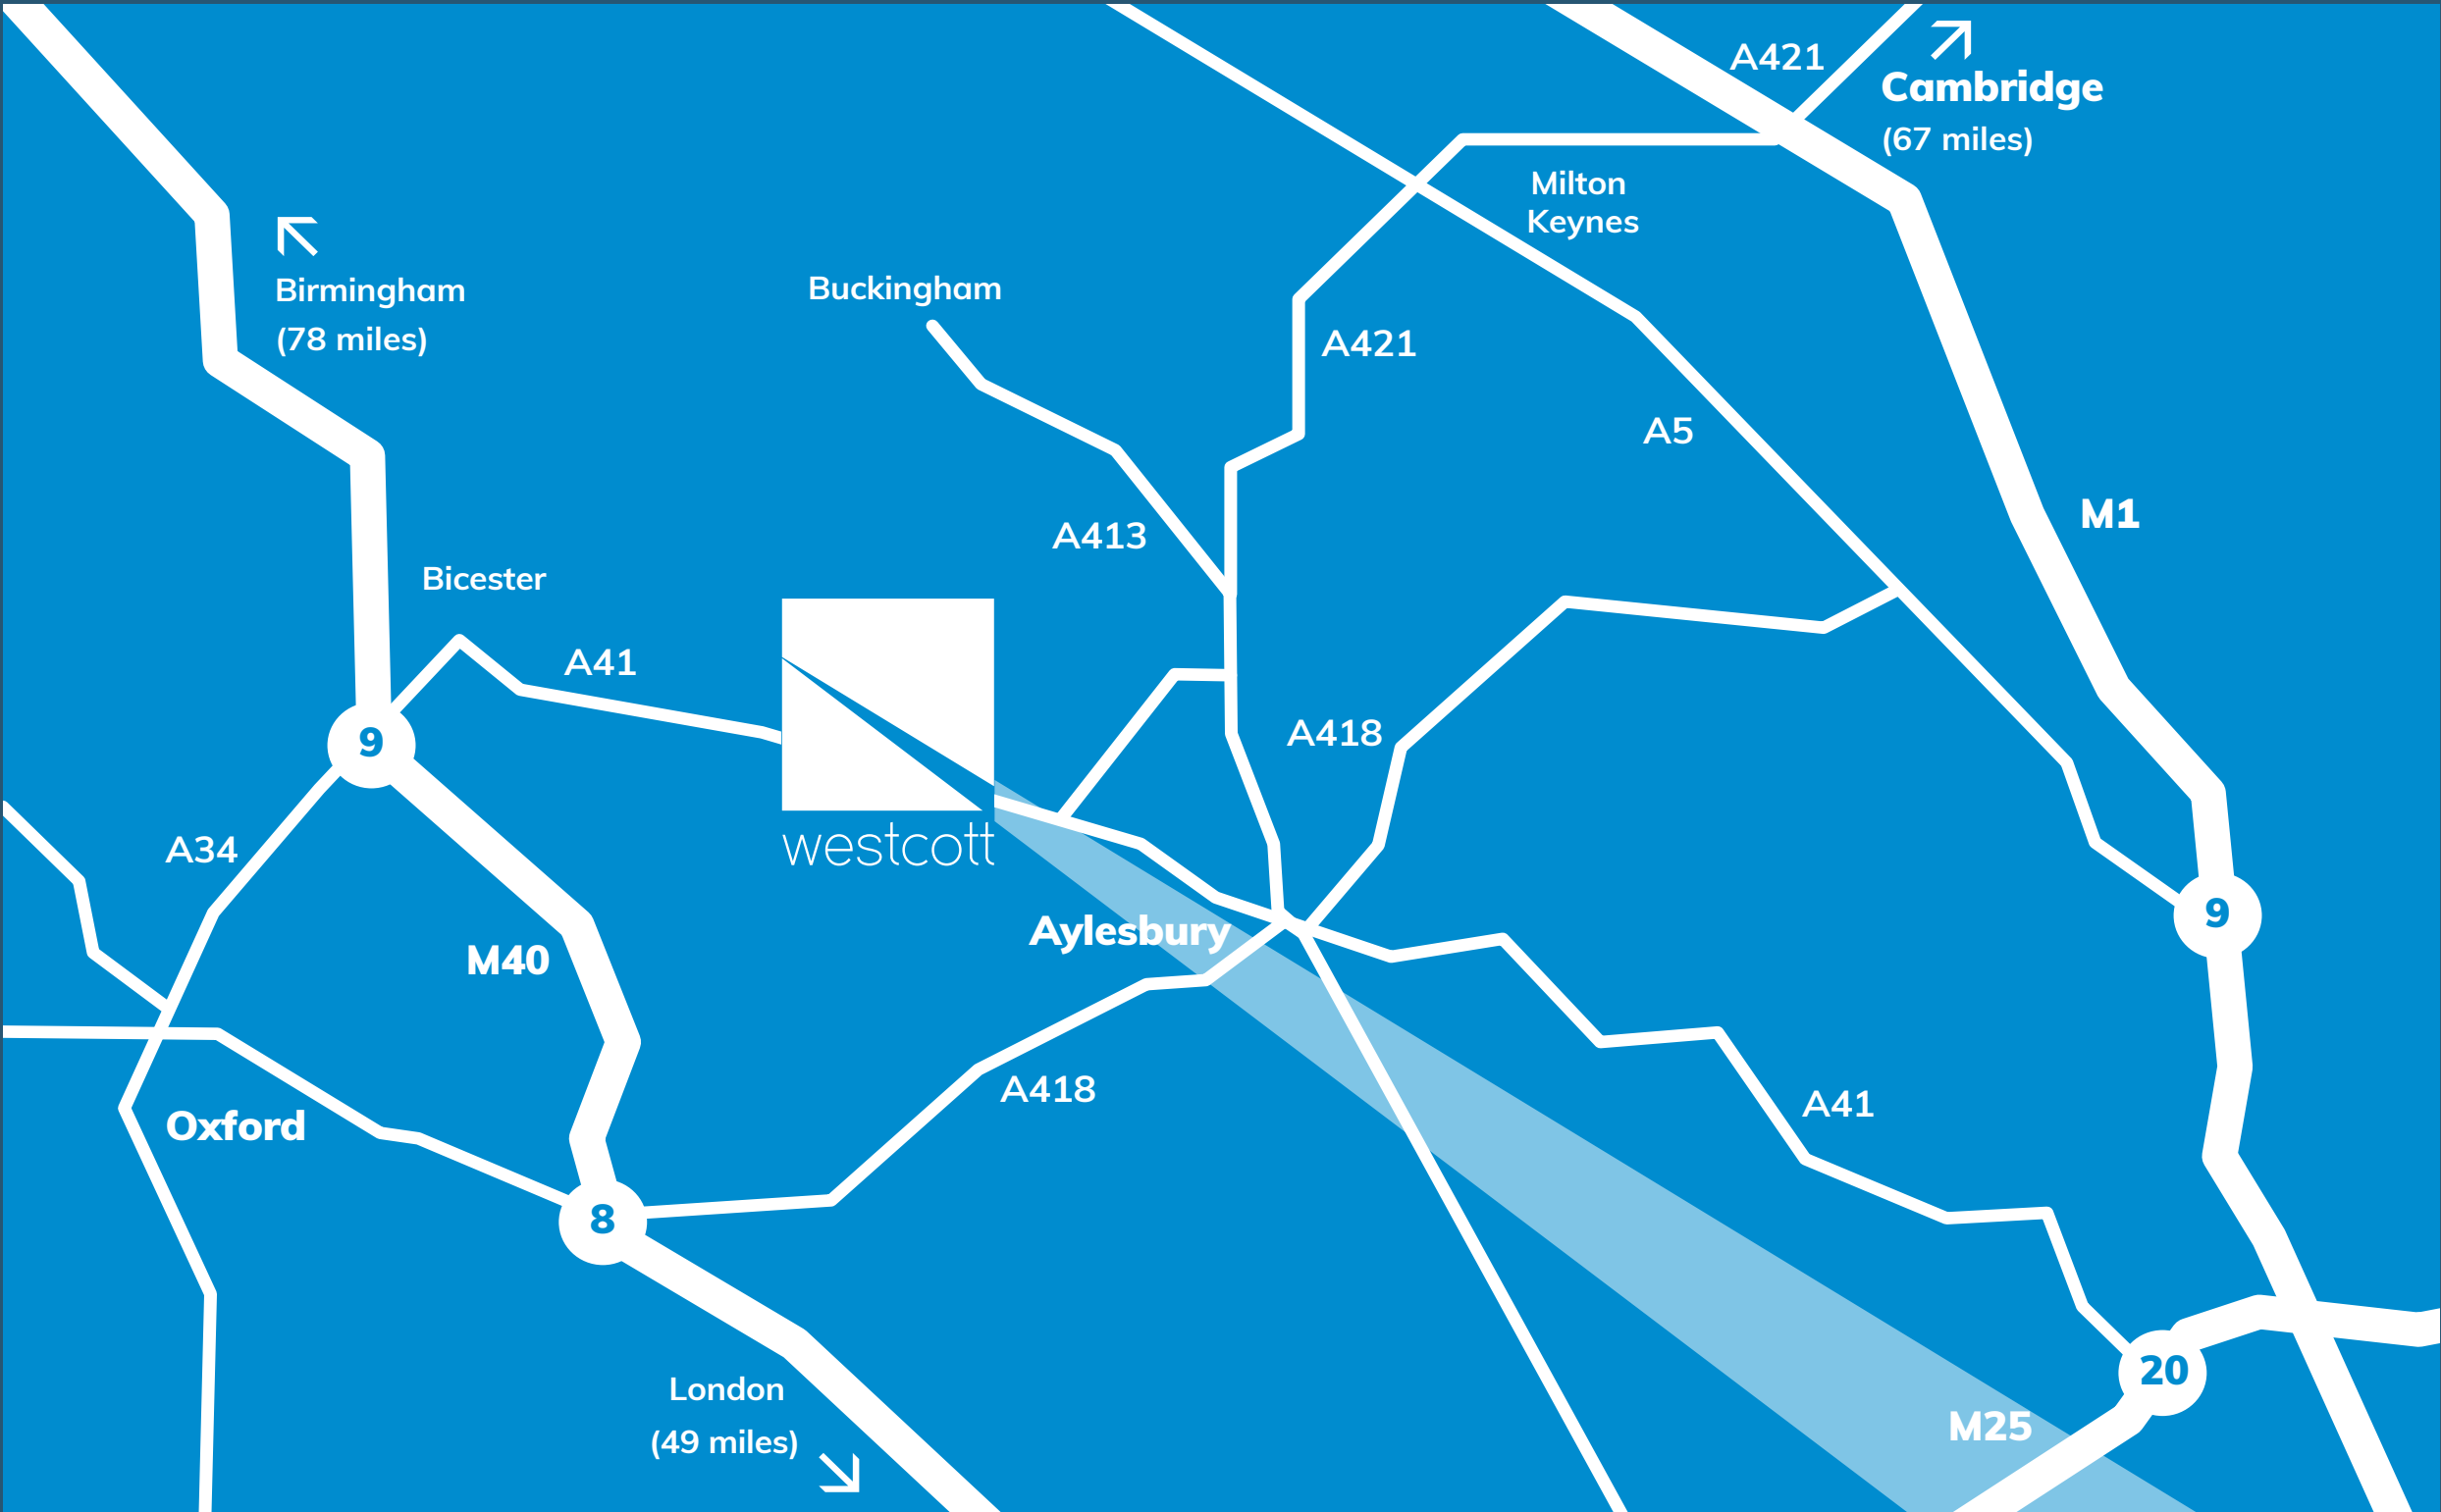 A421
Cambridge
(67 miles)
Milton
Keynes
Birmingham
(78 miles)
Buckingham
A421
A5
A413
M1
Bicester
A41
9
A418
westcott
A34
9
Aylesbury
M40
A418
A41
Oxford
8
20
London
(49 miles)
M25